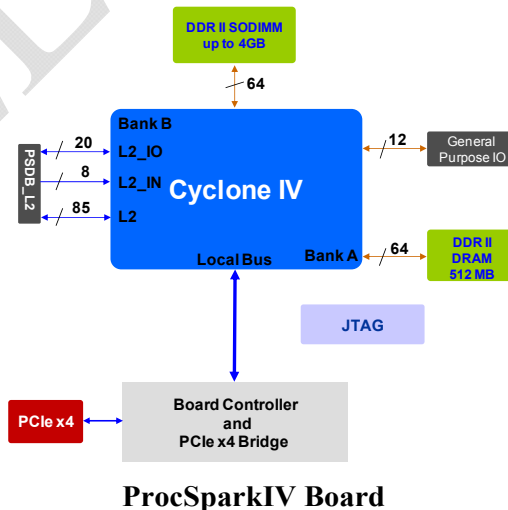 DDR II SODIMM
up to 4GB
64
Bank B
20
L2_IO
8
L2_IN
85
L2
PSDB_L2
Cyclone IV
12
General
Purpose IO
Local Bus
Bank A
64
DDR II
DRAM
512 MB
JTAG
PCIe x4
Board Controller
and
PCIe x4 Bridge
ProcSparkIV Board